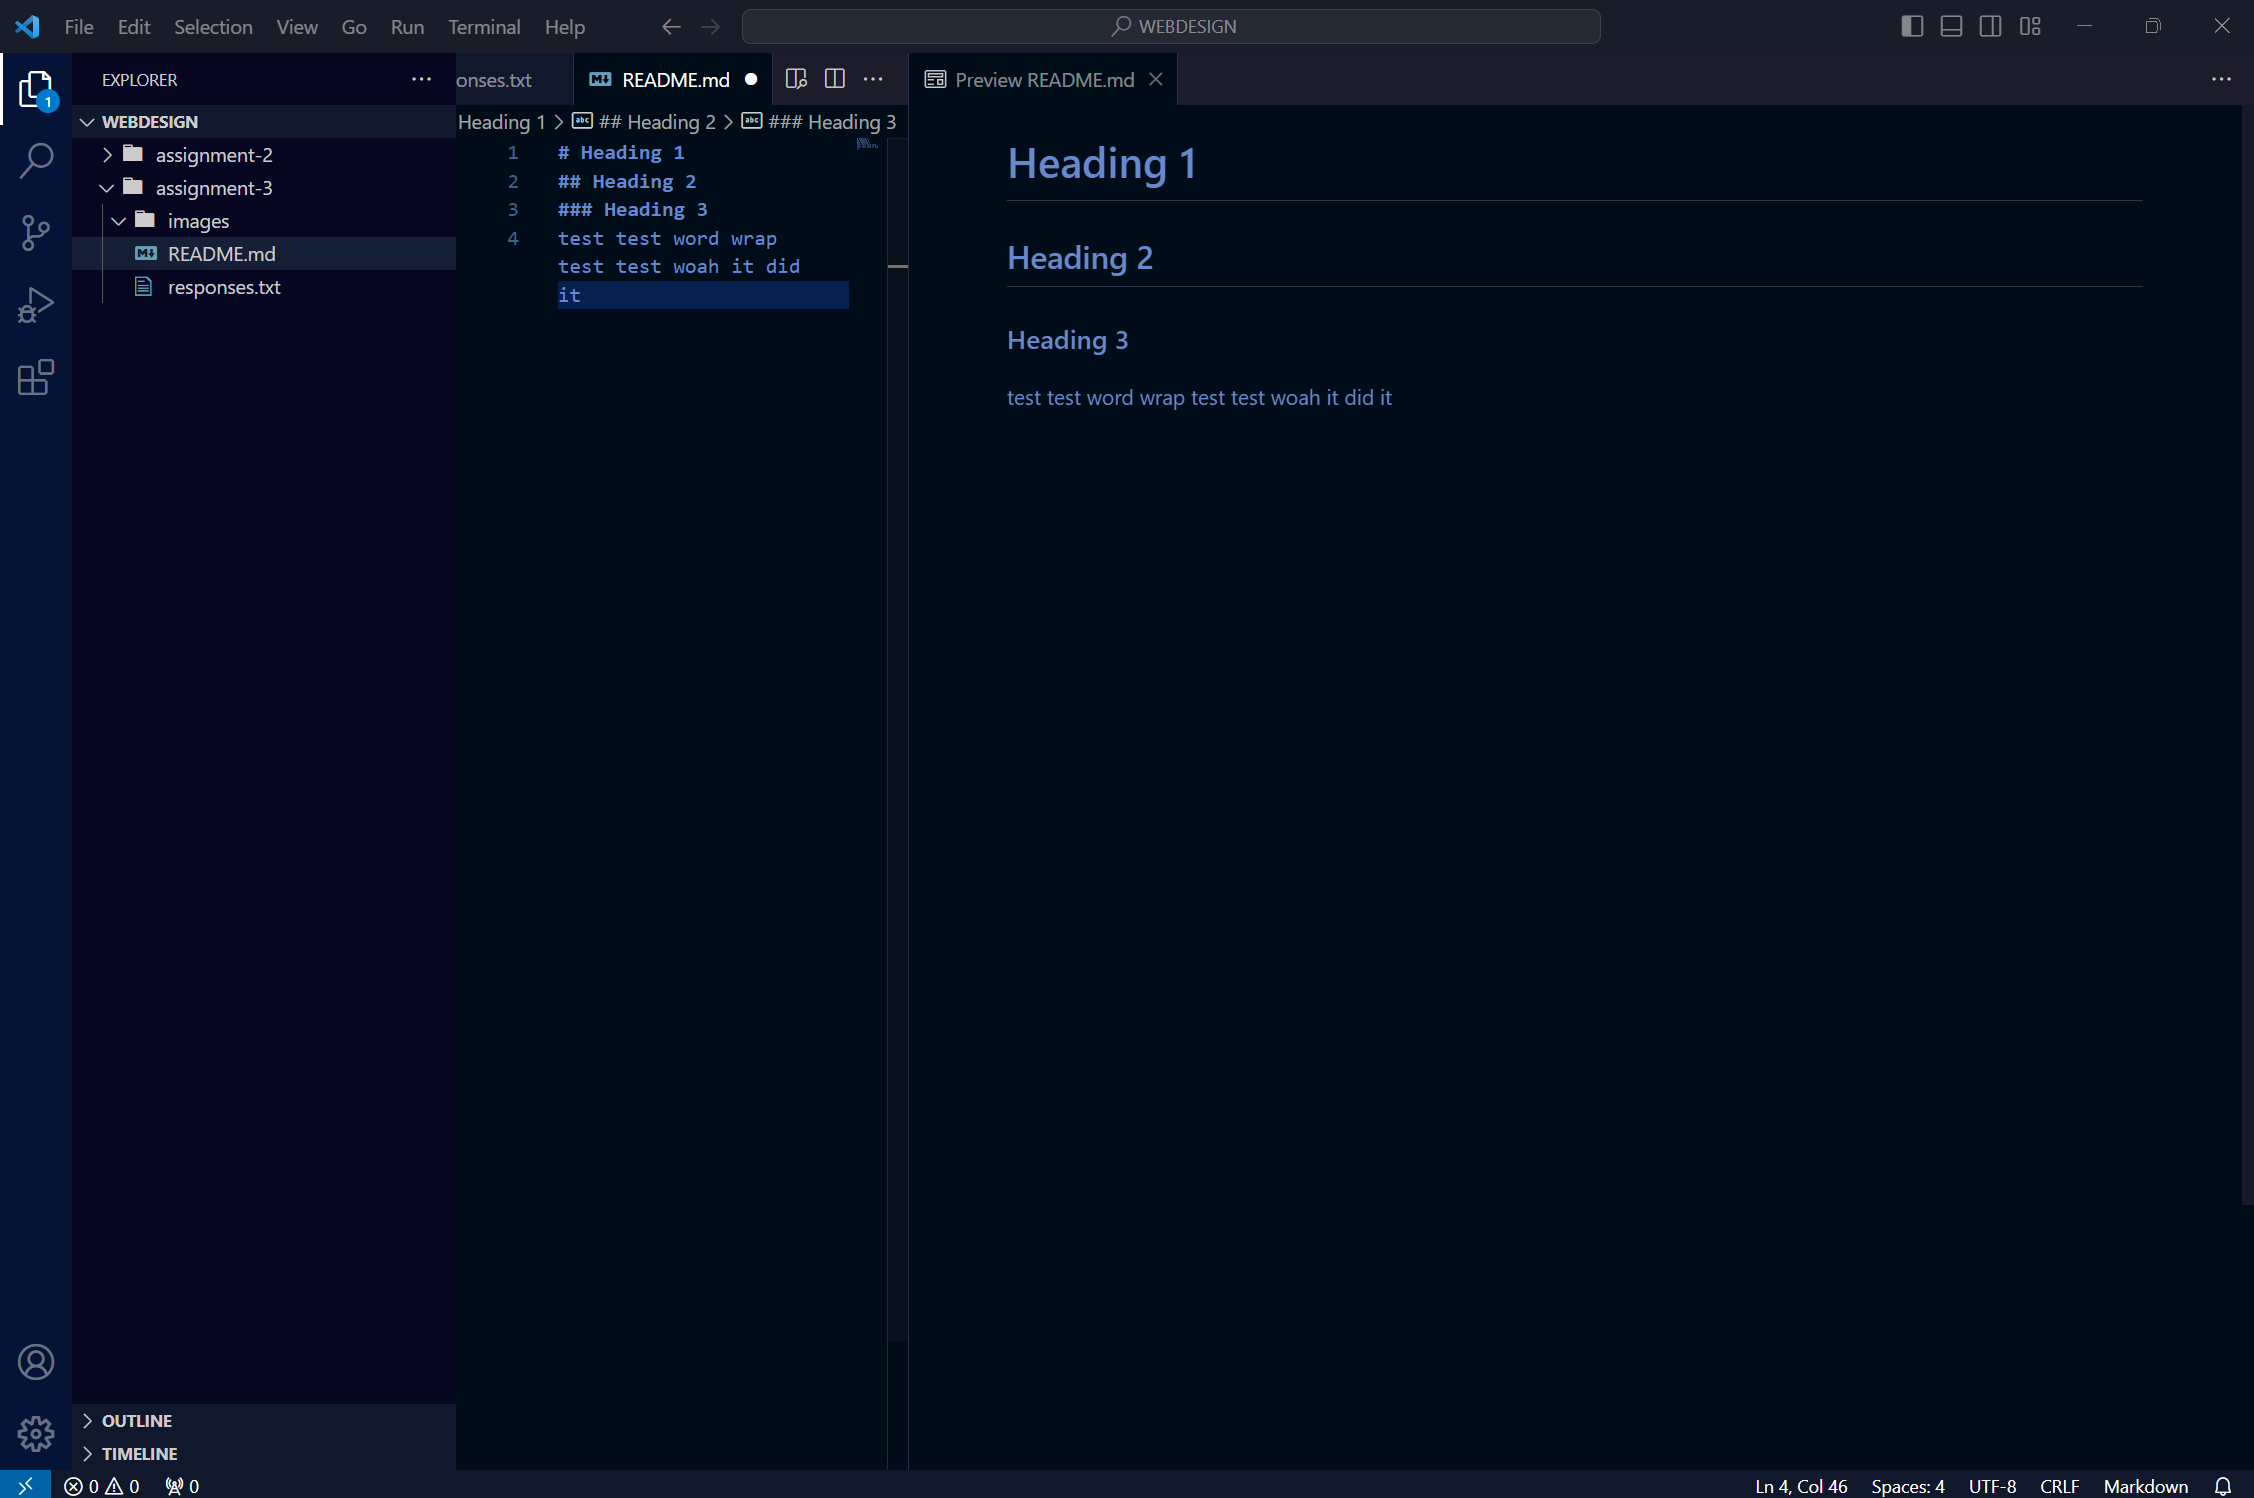 File Edit Selection View Go Run Terminal Help
WEBDESIGN
1
EXPLORER
WEBDESIGN
assignment-2
assignment-3
images
README.md
responses.txt
OUTLINE
TIMELINE
onses.txt
README.md
Heading 1 > ## Heading 2 > ### Heading 3
1 # Heading 1
2 ## Heading 2
3 ### Heading 3
4 test test word wrap
test test woah it did
it
Preview README.md
Heading 1
Heading 2
Heading 3
test test word wrap test test woah it did it
0 0 0
Ln 4, Col 46 Spaces: 4 UTF-8 CRLF Markdown